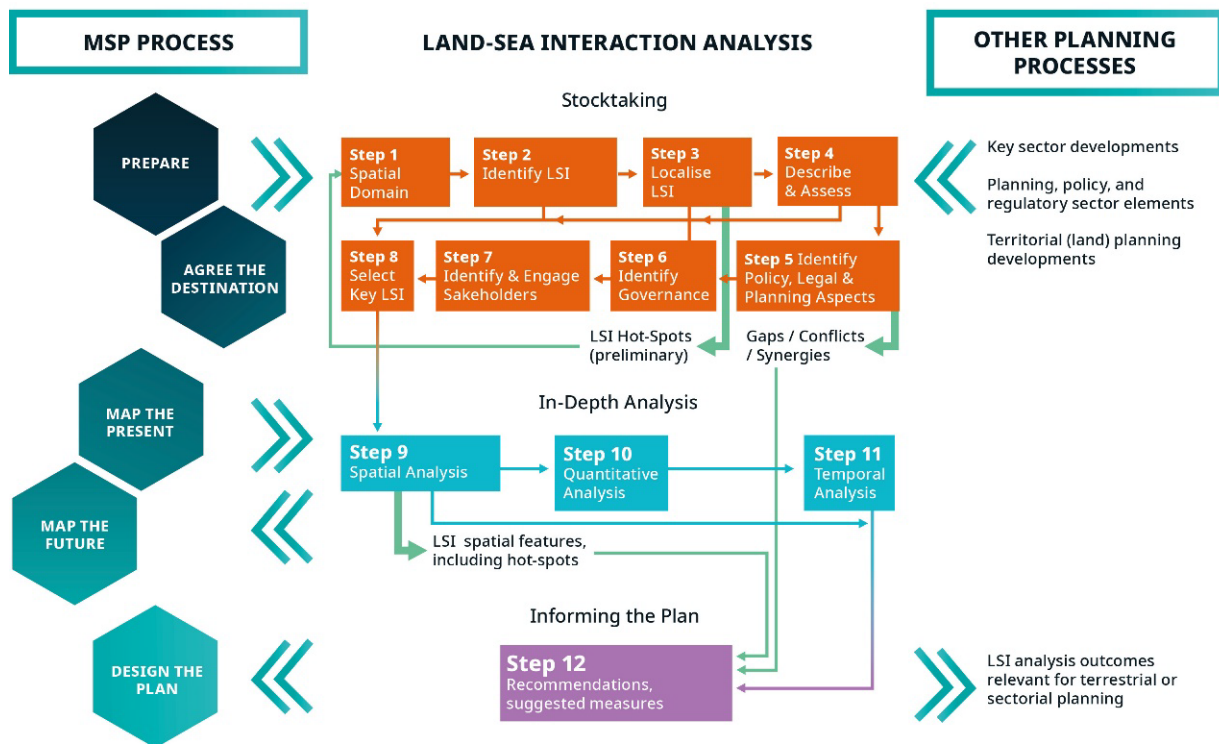 MSP PROCESS
LAND-SEA INTERACTION ANALYSIS
OTHER PLANNING
PROCESSES
Stocktaking
PREPARE
AGREE THE
DESTINATION
Step 1
Spatial
Domain
Step 2
Identify LSI
Step 3
Localise
LSI
Step 4
Describe
& Assess
Key sector developments
Planning, policy, and
regulatory sector elements
Territorial (land) planning
developments
Step 8
Select
Key LSI
Step 7
Identify & Engage
Sakeholders
Step 6
Identify
Governance
Step 5 Identify
Policy, Legal &
Planning Aspects
LSI Hot-Spots
(preliminary)
Gaps / Conflicts
/ Synergies
MAP THE
PRESENT
MAP THE
FUTURE
In-Depth Analysis
Step 9
Spatial Analysis
Step 10
Quantitative
Analysis
Step 11
Temporal
Analysis
LSI spatial features,
including hot-spots
Informing the Plan
DESIGN THE
PLAN
Step 12
Recommendations,
suggested measures
LSI analysis outcomes
relevant for terrestrial or
sectorial planning